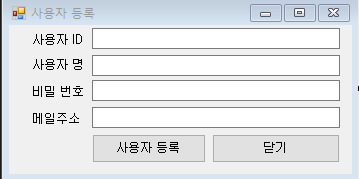 사용자 등록
사용자 ID
사용자 명
비밀 번호
메일주소
사용자 등록 닫기